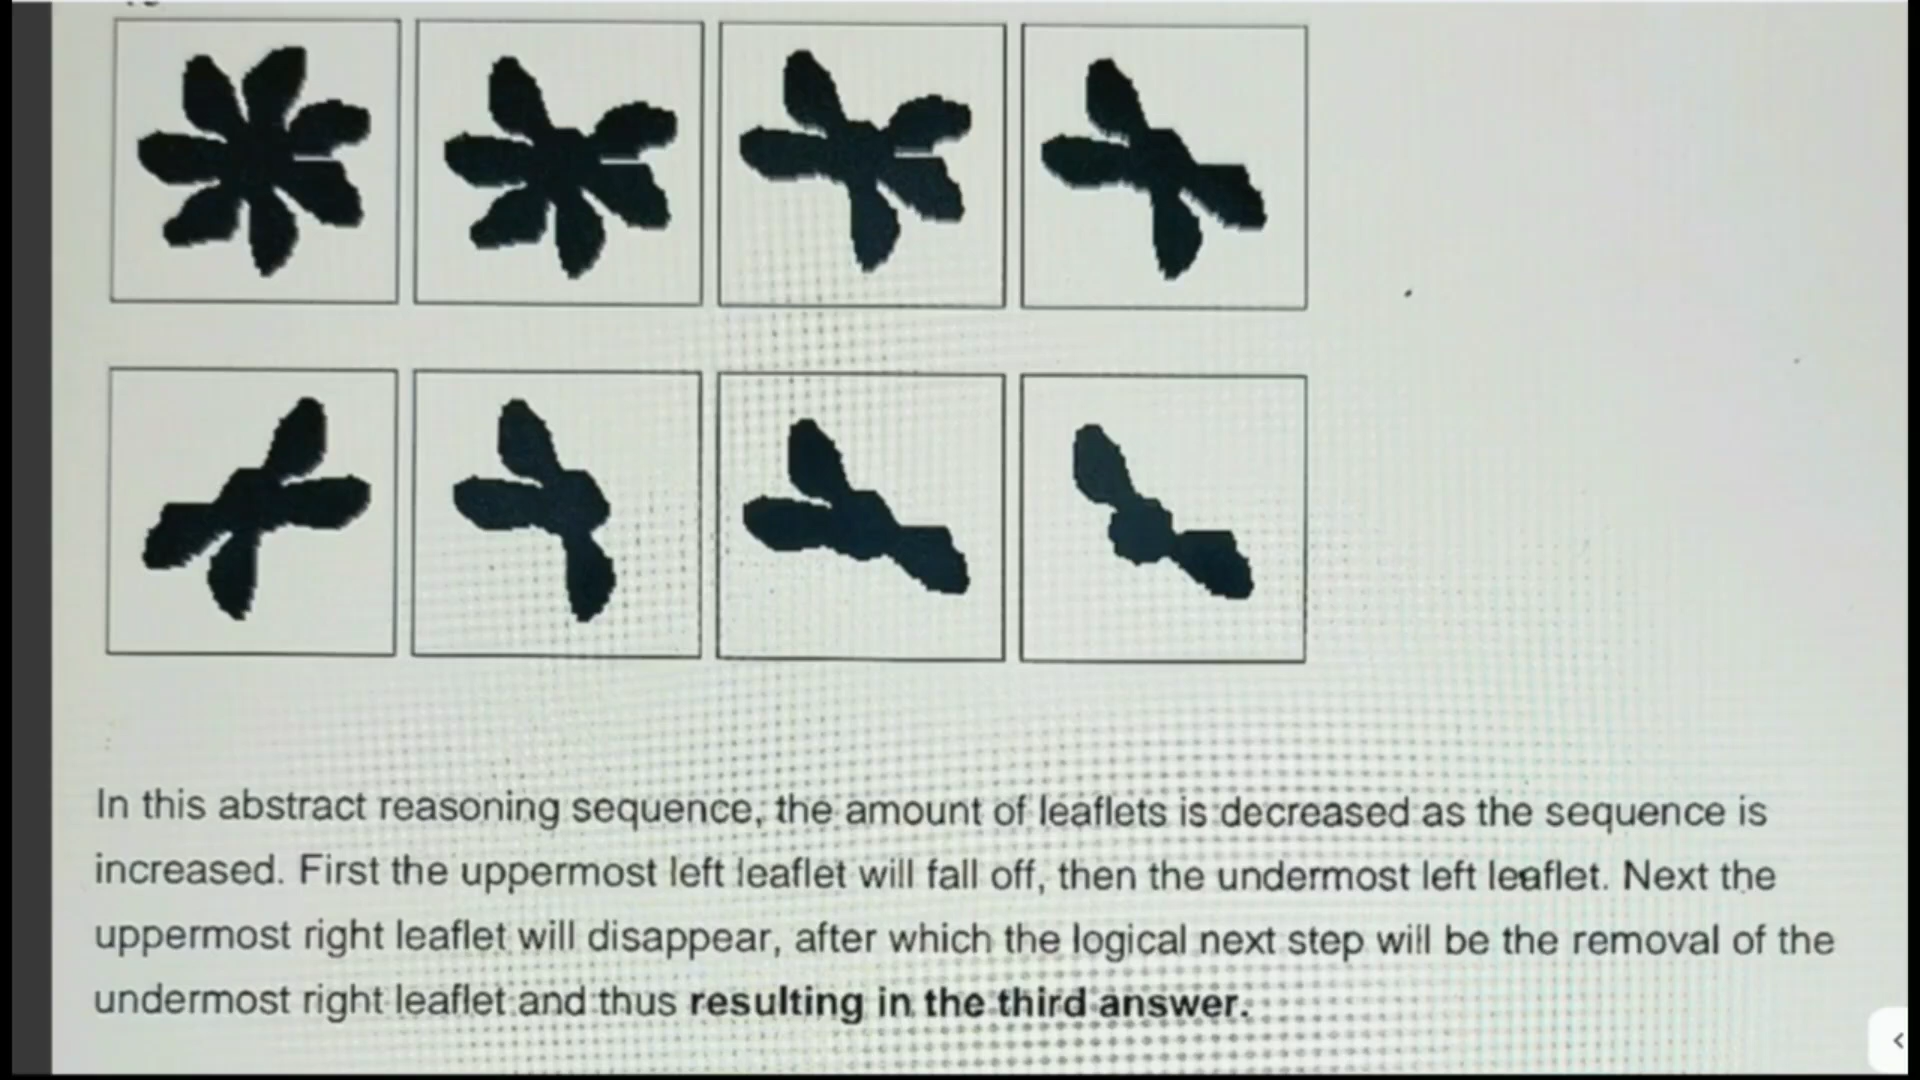 In this abstract reasoning sequence, the amount of leaflets is decreased as the sequence is
increased. First the uppermost left leaflet will fall off, then the undermost left leaflet. Next the
uppermost right leaflet will disappear, after which the logical next step will be the removal of the
undermost right leaflet and thus resulting in the third answer.